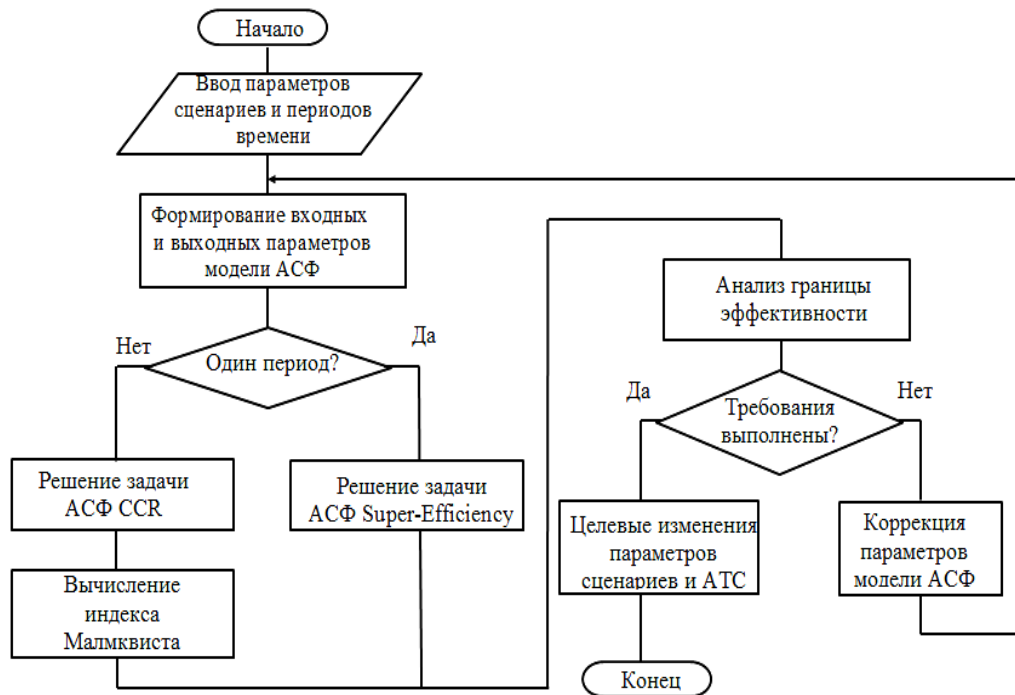 Начало
Ввод параметров
сценариев и периодов
времени
Формирование входных
и выходных параметров
модели АСФ
Нет
Да
Один период?
Решение задачи
АСФ CCR
Решение задачи
АСФ Super-Efficiency
Вычисление
индекса
Малмквиста
Анализ границы
эффективности
Да
Нет
Требования
выполнены?
Целевые изменения
параметров
сценариев и АТС
Коррекция
параметров
модели АСФ
Конец